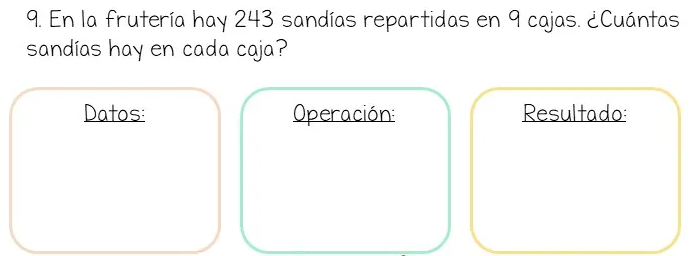 9. En la frutería hay 243 sandías repartidas en 9 cajas. ¿Cuántas
sandías hay en cada caja?
Datos:
Operación:
Resultado: